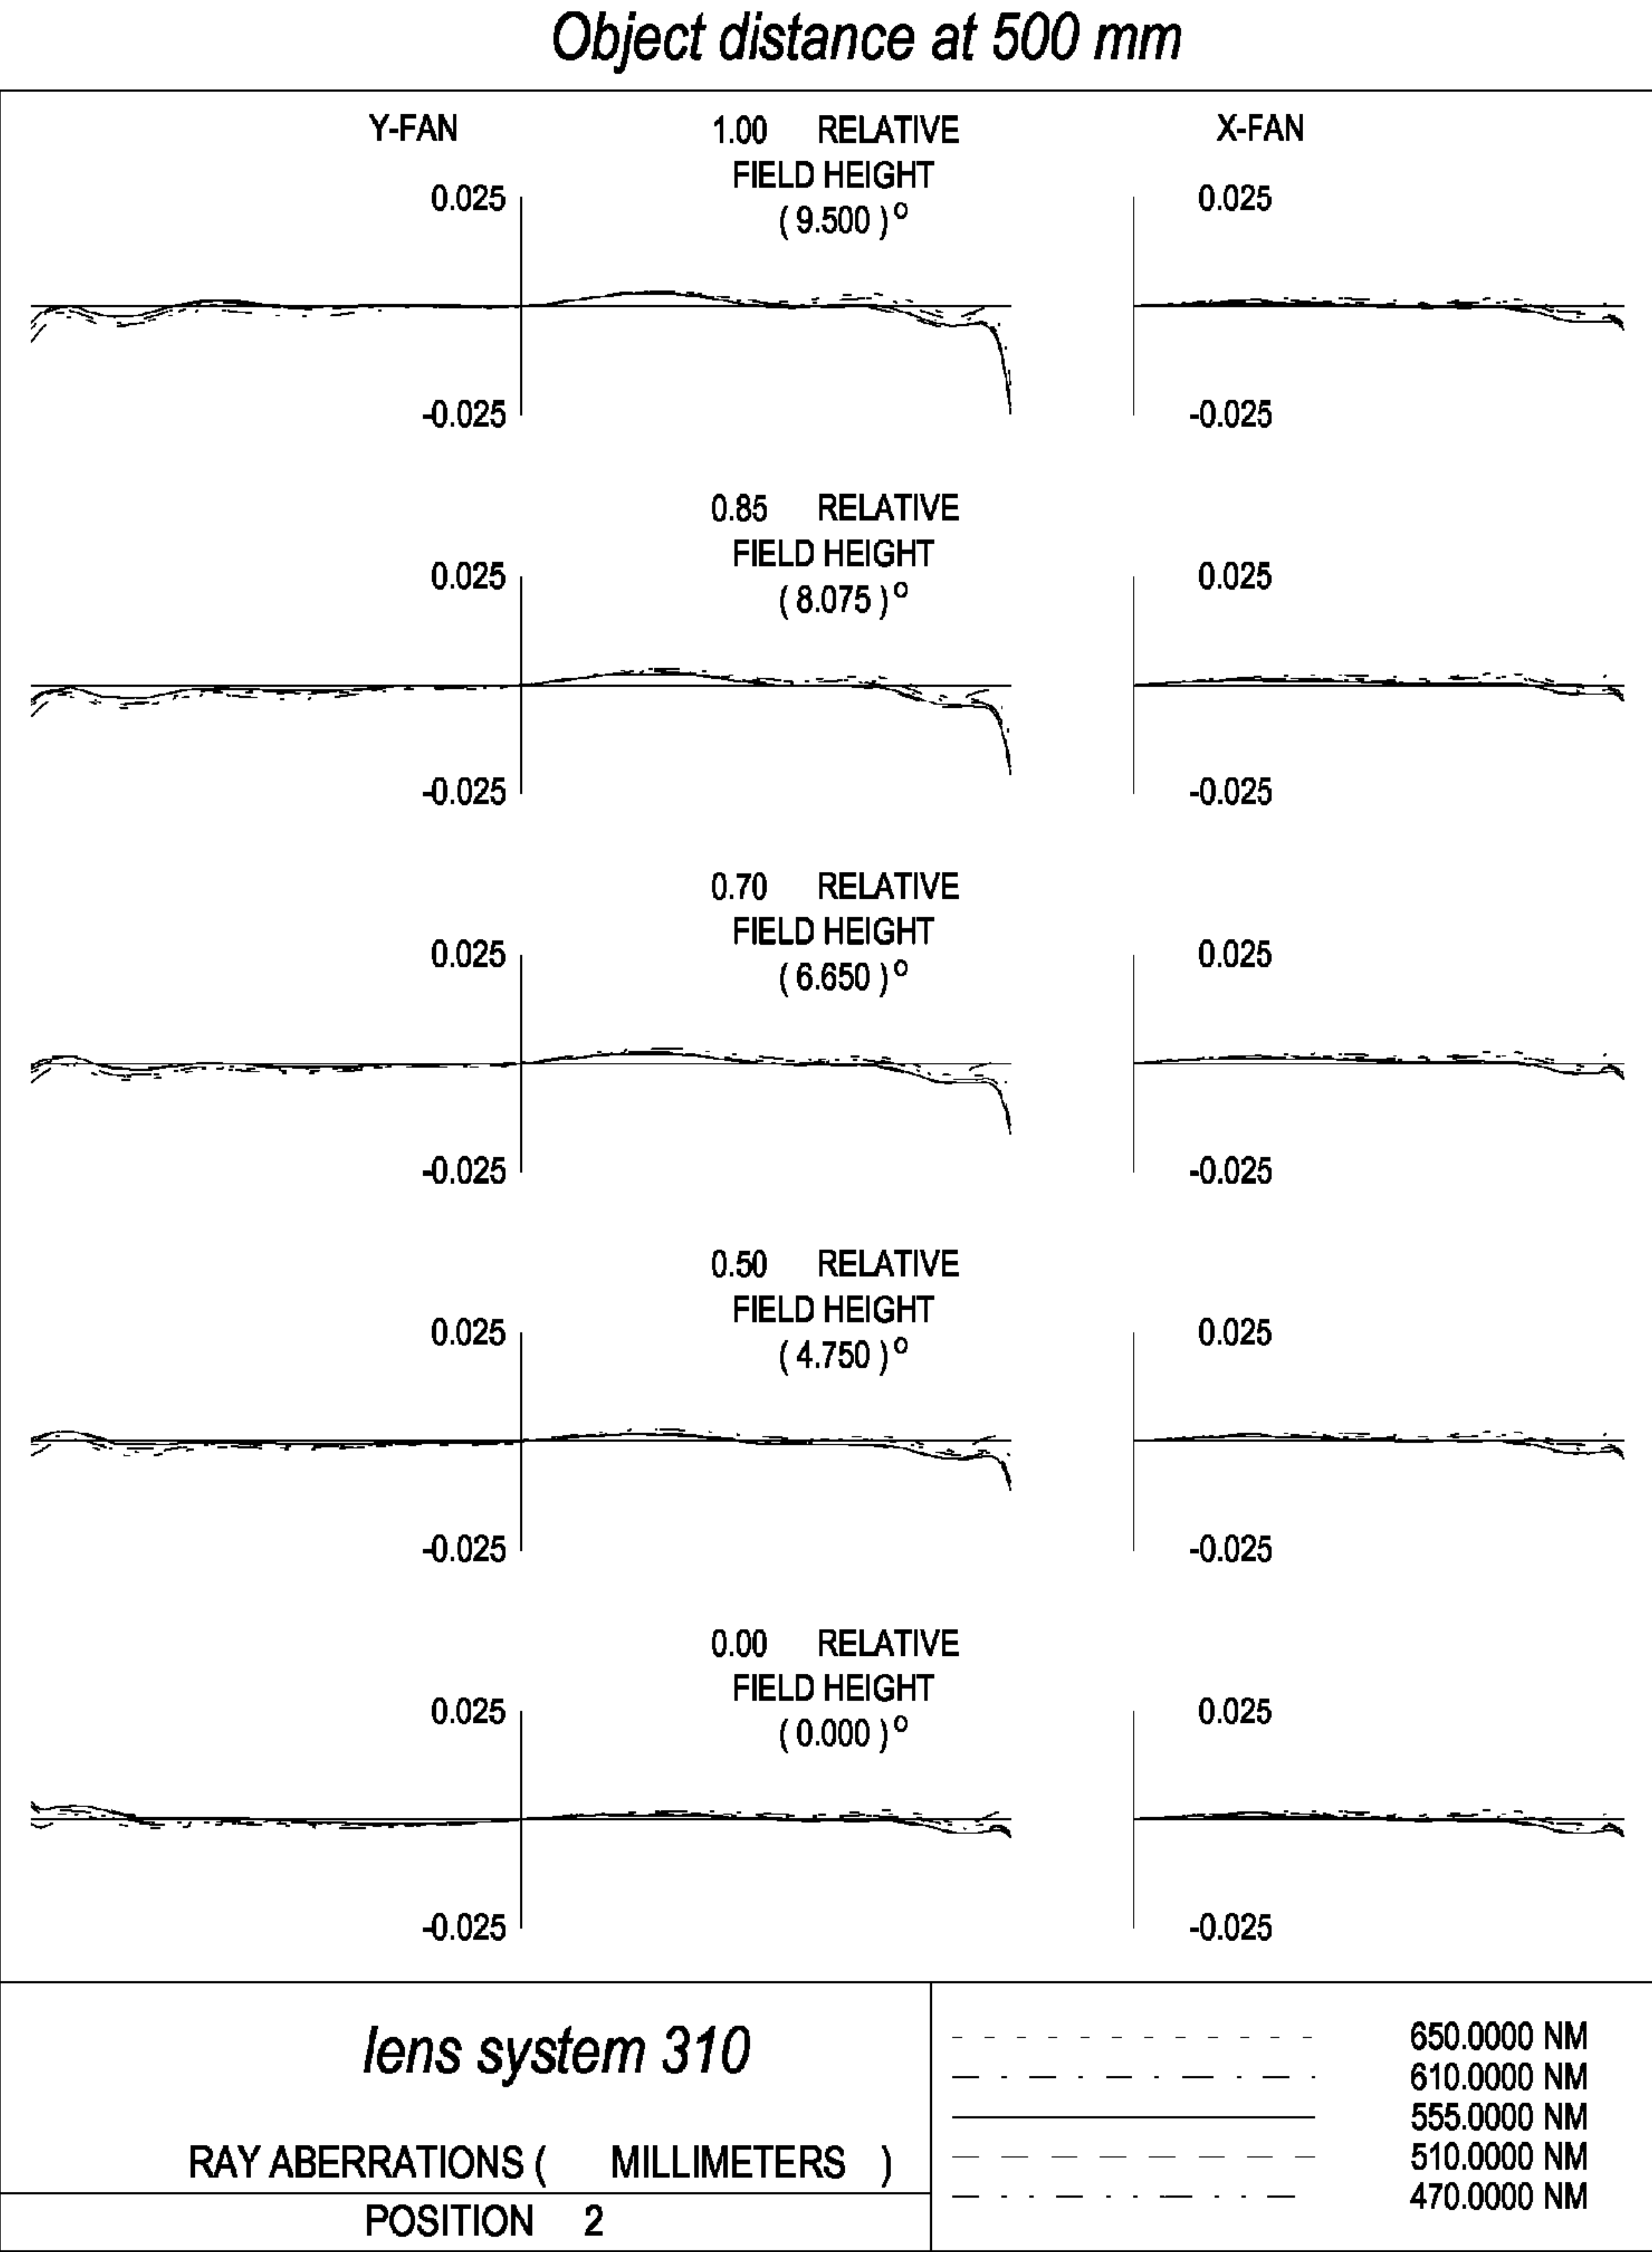 Object distance at 500 mm
Y-FAN
1.00 RELATIVE
FIELD HEIGHT
( 9.500 )º
X-FAN
0.025
0.025
-0.025
-0.025
0.85 RELATIVE
FIELD HEIGHT
( 8.075 )º
0.025
0.025
-0.025
-0.025
0.70 RELATIVE
FIELD HEIGHT
( 6.650 )º
0.025
0.025
-0.025
-0.025
0.50 RELATIVE
FIELD HEIGHT
( 4.750 )º
0.025
0.025
-0.025
-0.025
0.00 RELATIVE
FIELD HEIGHT
( 0.000 )º
0.025
0.025
-0.025
-0.025
lens system 310
RAY ABERRATIONS ( MILLIMETERS )
POSITION 2
650.0000 NM
610.0000 NM
555.0000 NM
510.0000 NM
470.0000 NM